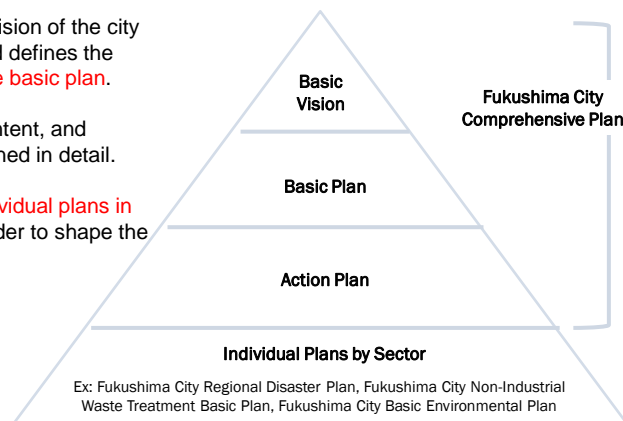 ision of the city
d defines the
e basic plan.
ntent, and
ned in detail.
vidual plans in
der to shape the
Basic
Vision
Basic Plan
Action Plan
Individual Plans by Sector
Ex: Fukushima City Regional Disaster Plan, Fukushima City Non-Industrial
Waste Treatment Basic Plan, Fukushima City Basic Environmental Plan
Fukushima City
Comprehensive Plan